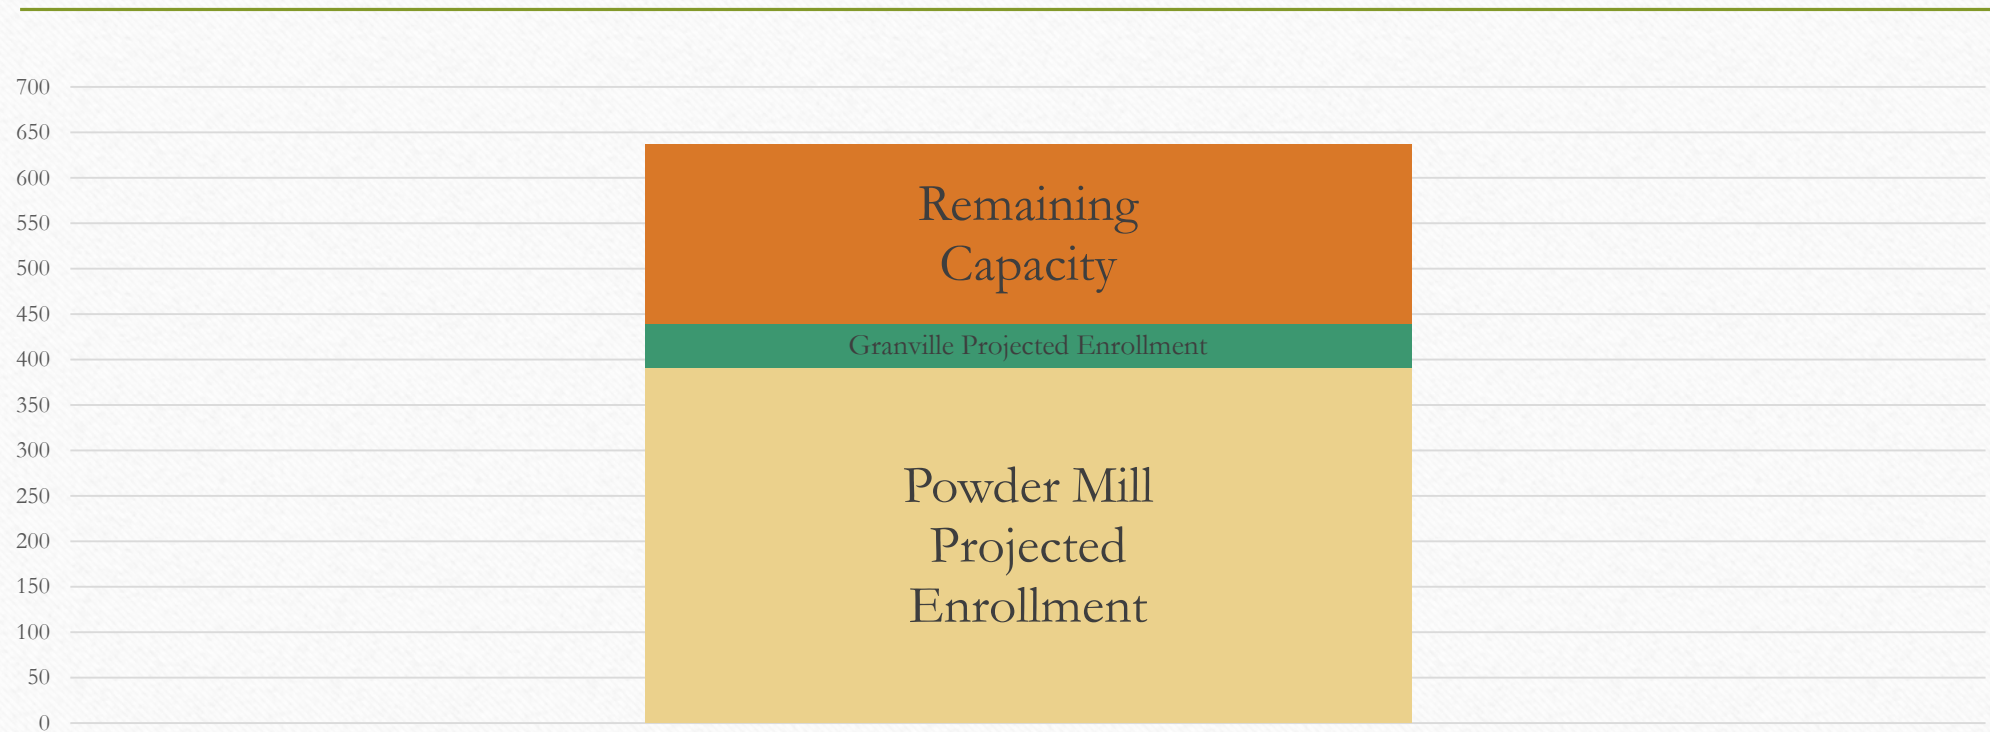 700
650
600
550
500
450
400
350
300
250
200
150
100
50
0
Remaining
Capacity
Granville Projected Enrollment
Powder Mill
Projected
Enrollment